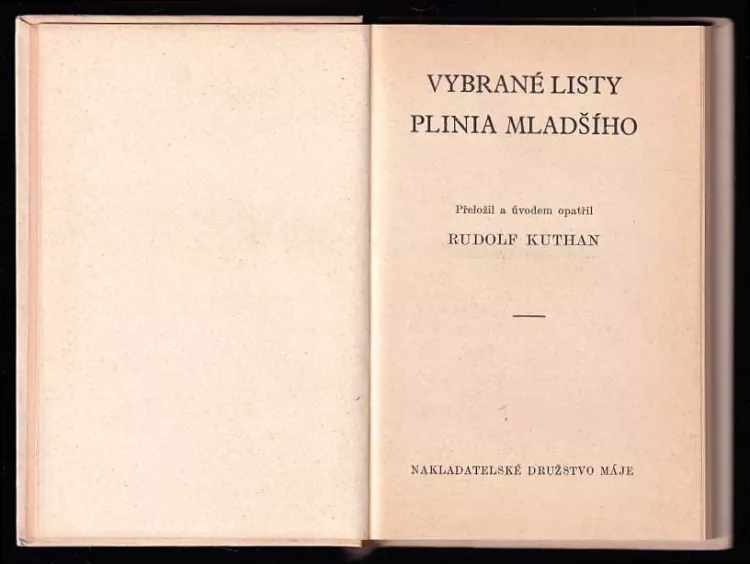 VYBRANÉ LISTY
PLINIA MLADŠÍHO
Přeložil a úvodem opatřil
RUDOLF KUTHAN
NAKLADATELSKÉ DRUŽSTVO MÁJE